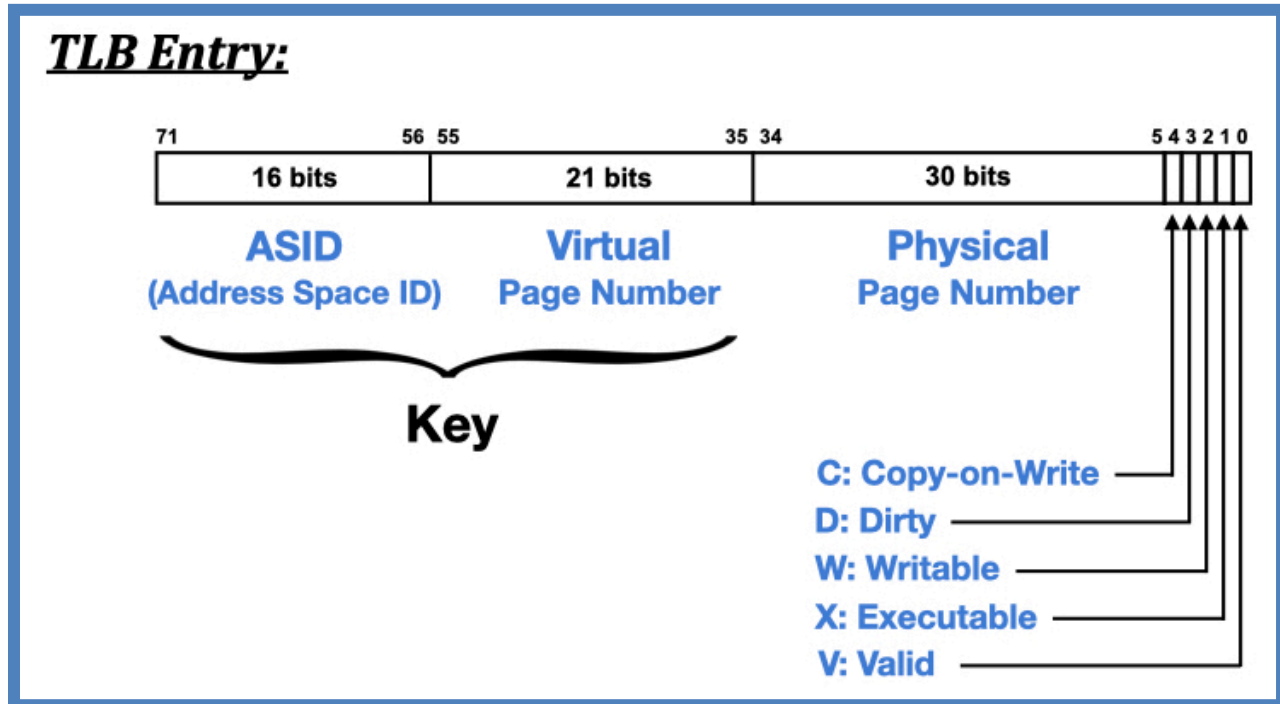 TLB Entry:
71 56 55 35 34 5 4 3 2 1 0
16 bits 21 bits 30 bits
ASID Virtual Physical
(Address Space ID) Page Number Page Number
Key
C: Copy-on-Write
D: Dirty
W: Writable
X: Executable
V: Valid